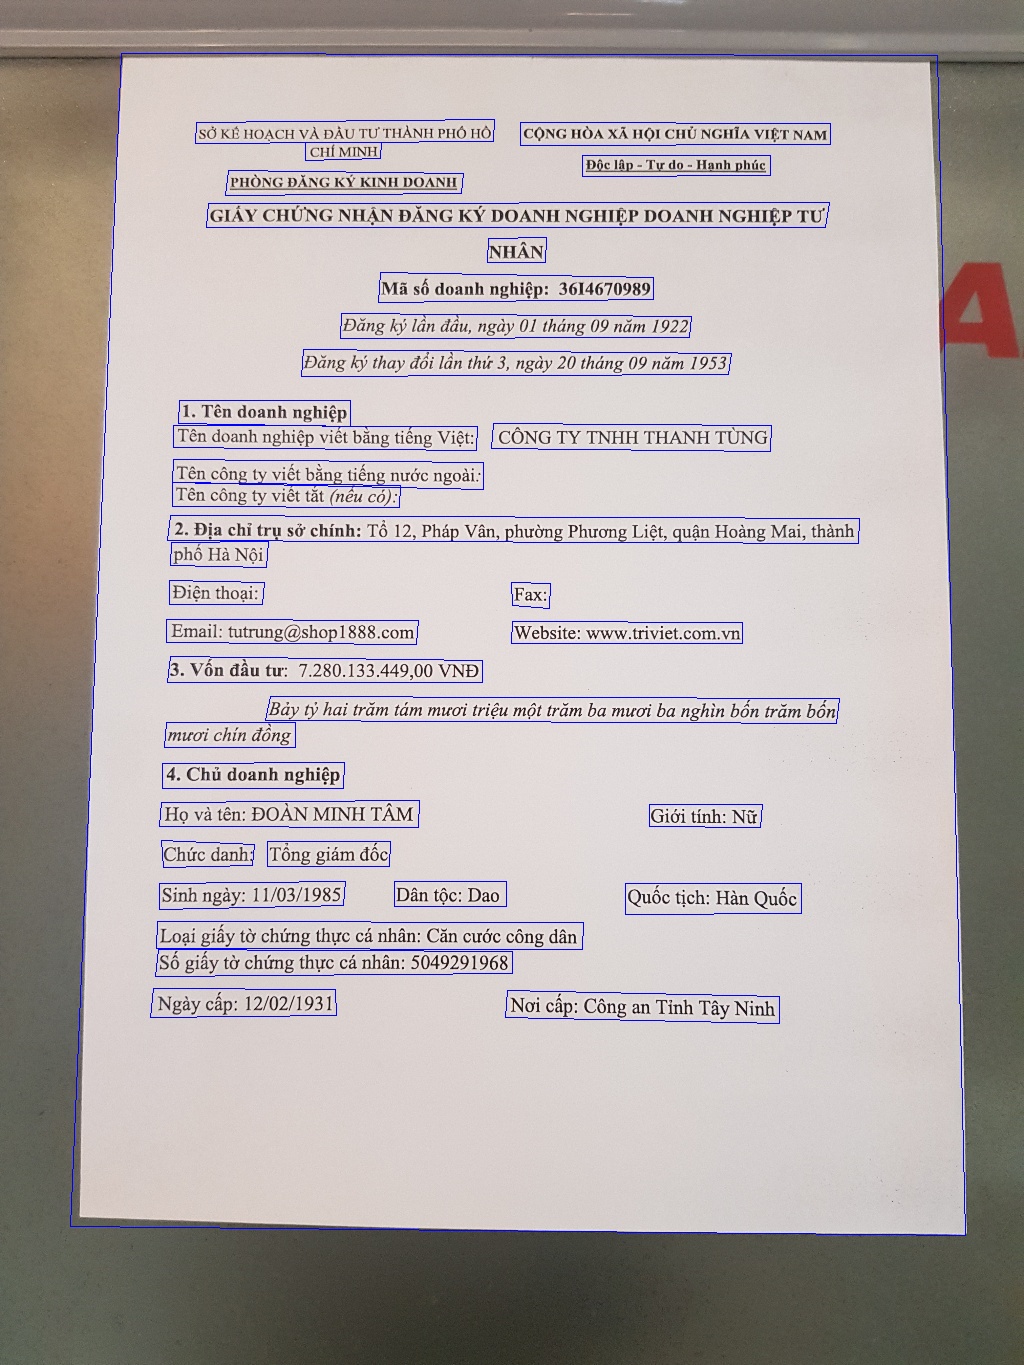 SỞ KẾ HOẠCH VÀ ĐẦU TƯ THÀNH PHỐ HỒ
CHÍ MINH
PHÒNG ĐĂNG KÝ KINH DOANH
CỘNG HÒA XÃ HỘI CHỦ NGHĨA VIỆT NAM
Độc lập - Tự do - Hạnh phúc
GIẤY CHỨNG NHẬN ĐĂNG KÝ DOANH NGHIỆP DOANH NGHIỆP TƯ
NHÂN
Mã số doanh nghiệp: 36I4670989
Đăng ký lần đầu, ngày 01 tháng 09 năm 1922
Đăng ký thay đổi lần thứ 3, ngày 20 tháng 09 năm 1953
1. Tên doanh nghiệp
Tên doanh nghiệp viết bằng tiếng Việt: CÔNG TY TNHH THANH TÙNG
Tên công ty viết bằng tiếng nước ngoài:
Tên công ty viết tắt (nếu có):
2. Địa chỉ trụ sở chính: Tổ 12, Pháp Vân, phường Phương Liệt, quận Hoàng Mai, thành
phố Hà Nội
Điện thoại: Fax:
Email: tutrung@shop1888.com Website: www.triviet.com.vn
3. Vốn đầu tư: 7.280.133.449,00 VNĐ
Bảy tỷ hai trăm tám mươi triệu một trăm ba mươi ba nghìn bốn trăm bốn
mươi chín đồng
4. Chủ doanh nghiệp
Họ và tên: ĐOÀN MINH TÂM Giới tính: Nữ
Chức danh: Tổng giám đốc
Sinh ngày: 11/03/1985 Dân tộc: Dao Quốc tịch: Hàn Quốc
Loại giấy tờ chứng thực cá nhân: Căn cước công dân
Số giấy tờ chứng thực cá nhân: 5049291968
Ngày cấp: 12/02/1931 Nơi cấp: Công an Tỉnh Tây Ninh
A